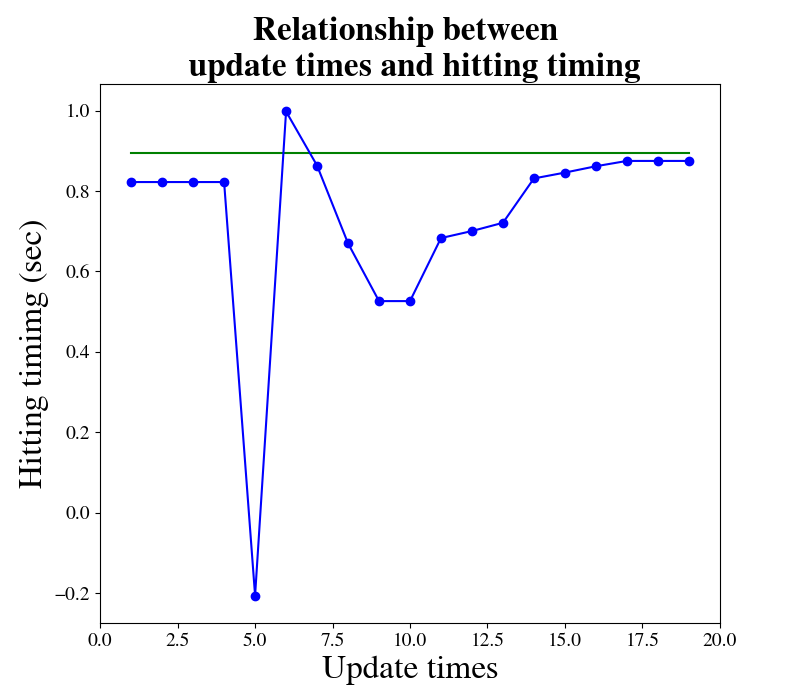 Relationship between
update times and hitting timing
Hitting timimg (sec)
1.0
0.8
0.6
0.4
0.2
0.0
−0.2
0.0 2.5 5.0 7.5 10.0 12.5 15.0 17.5 20.0
Update times